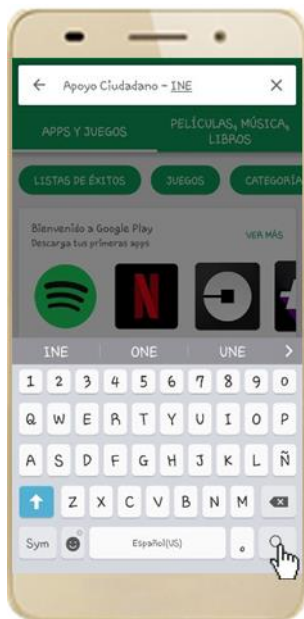 Apoyo Ciudadano - INE
APPS Y JUEGOS
PELÍCULAS, MÚSICA,
LIBROS
LISTAS DE ÉXITOS
JUEGOS
CATEGORÍA
Bienvenido a Google Play
VER MÁS
Descarga tus primeras apps
N
INE
ONE
UNE
1 2 3 4 5 6 7 8 9 0
Q W E R T Y U I O P
A S D F G H J K L Ñ
Z X C V B N M
Sym
Español(US)
.